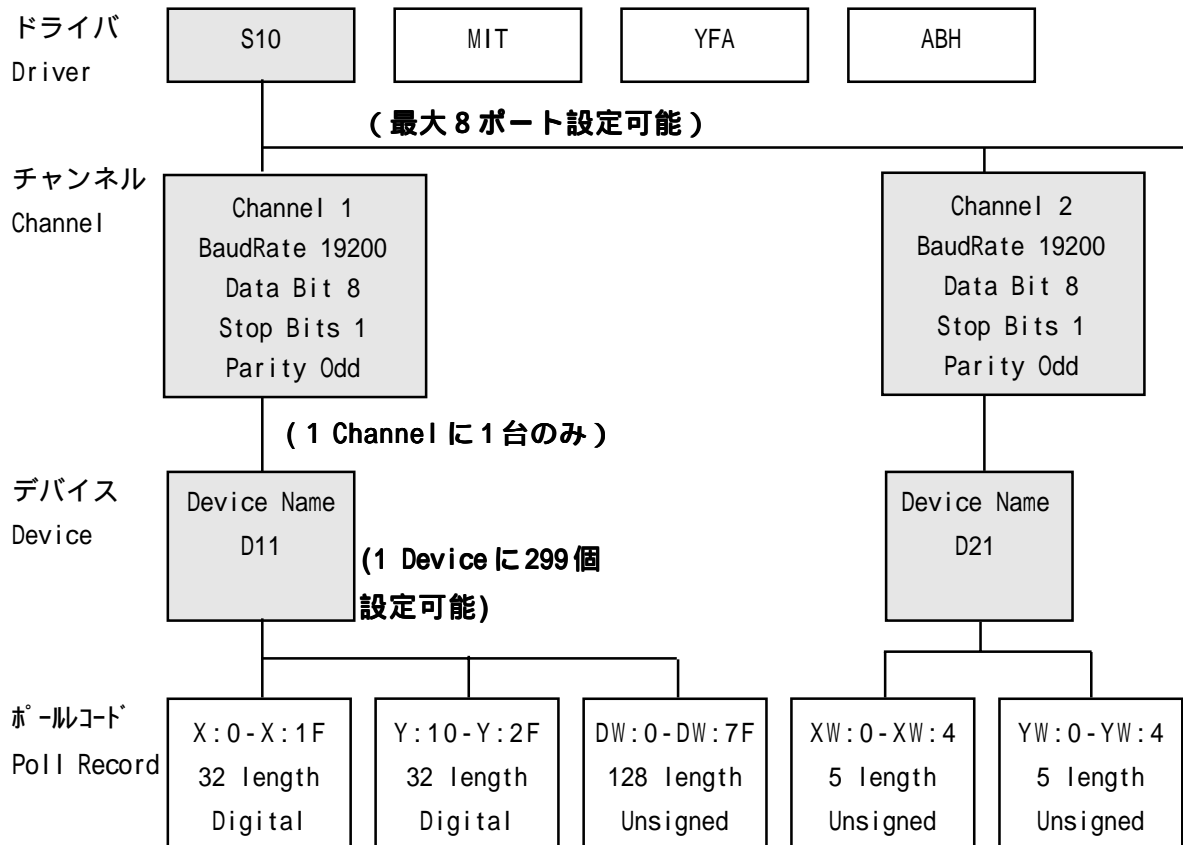 ドライバ
Driver
S10
MIT
YFA
ABH
(最大8ポート設定可能)
チャンネル
Channel
Channel 1
BaudRate 19200
Data Bit 8
Stop Bits 1
Parity Odd
Channel 2
BaudRate 19200
Data Bit 8
Stop Bits 1
Parity Odd
(1 Channelに1台のみ)
デバイス
Device
Device Name
D11
(1 Deviceに299個
設定可能)
Device Name
D21
ポールレコード
Poll Record
X:0-X:1F
32 length
Digital
Y:10-Y:2F
32 length
Digital
DW:0-DW:7F
128 length
Unsigned
XW:0-XW:4
5 length
Unsigned
YW:0-YW:4
5 length
Unsigned